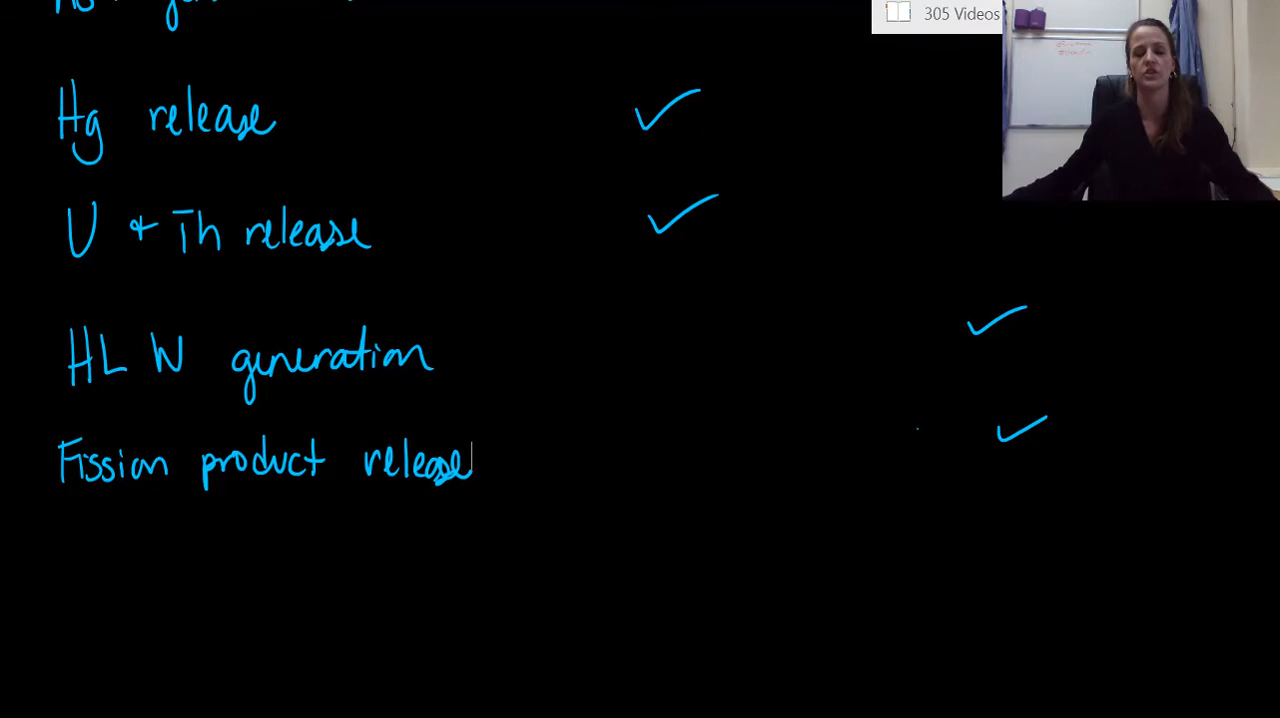 305 Videos
Hg release ✓
U & Th release ✓
HLW generation ✓
Fission product release ✓